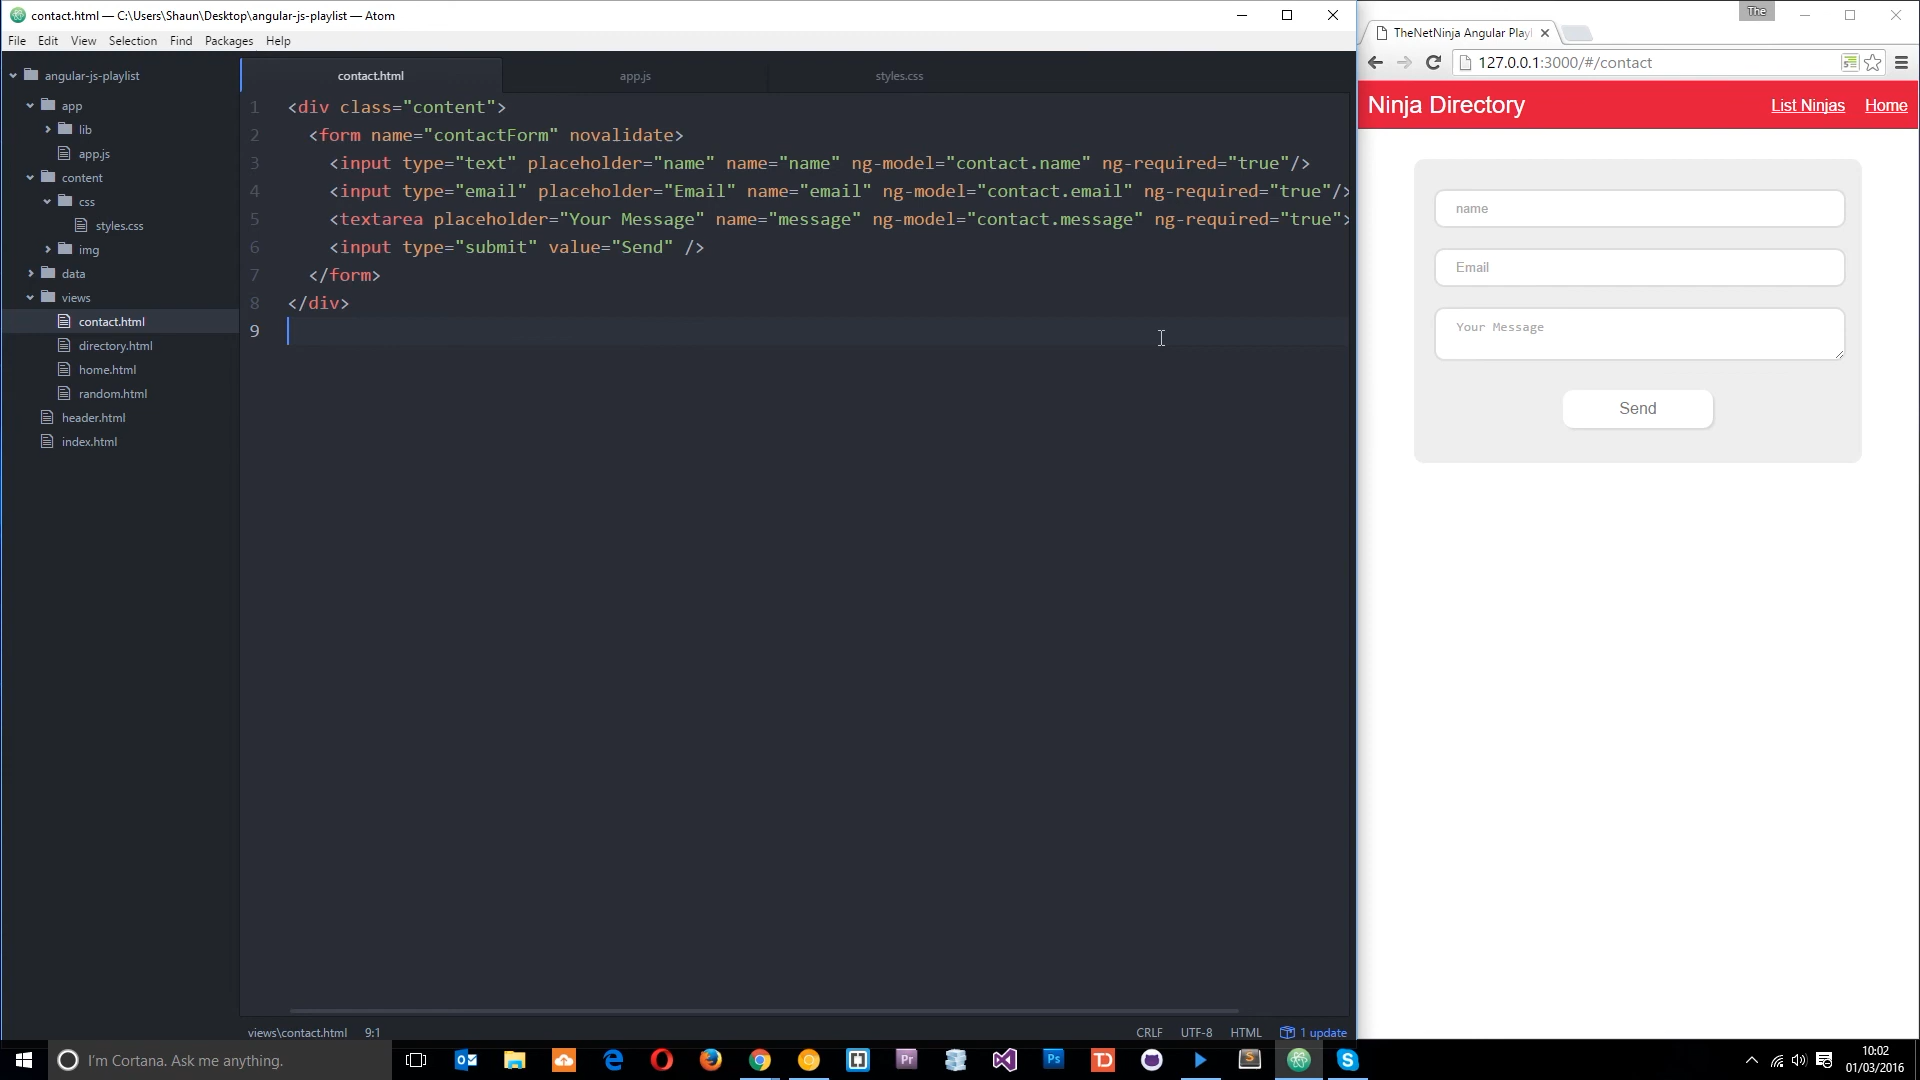 contact.html — C:\Users\Shaun\Desktop\angular-js-playlist — Atom
File Edit View Selection Find Packages Help
angular-js-playlist
app
lib
app.js
content
css
styles.css
img
data
views
contact.html
directory.html
home.html
random.html
header.html
index.html
contact.html
app.js
styles.css
1 <div class="content">
2 <form name="contactForm" novalidate>
3 <input type="text" placeholder="name" name="name" ng-model="contact.name" ng-required="true"/>
4 <input type="email" placeholder="Email" name="email" ng-model="contact.email" ng-required="true"/>
5 <textarea placeholder="Your Message" name="message" ng-model="contact.message" ng-required="true">
6 <input type="submit" value="Send" />
7 </form>
8 </div>
9
views\contact.html 9:1
CRLF UTF-8 HTML 1 update
The
TheNetNinja Angular Playl
127.0.0.1:3000/#/contact
Ninja Directory
List Ninjas Home
name
Email
Your Message
Send
I'm Cortana. Ask me anything.
Pr
Ps
TD
S
10:02
01/03/2016